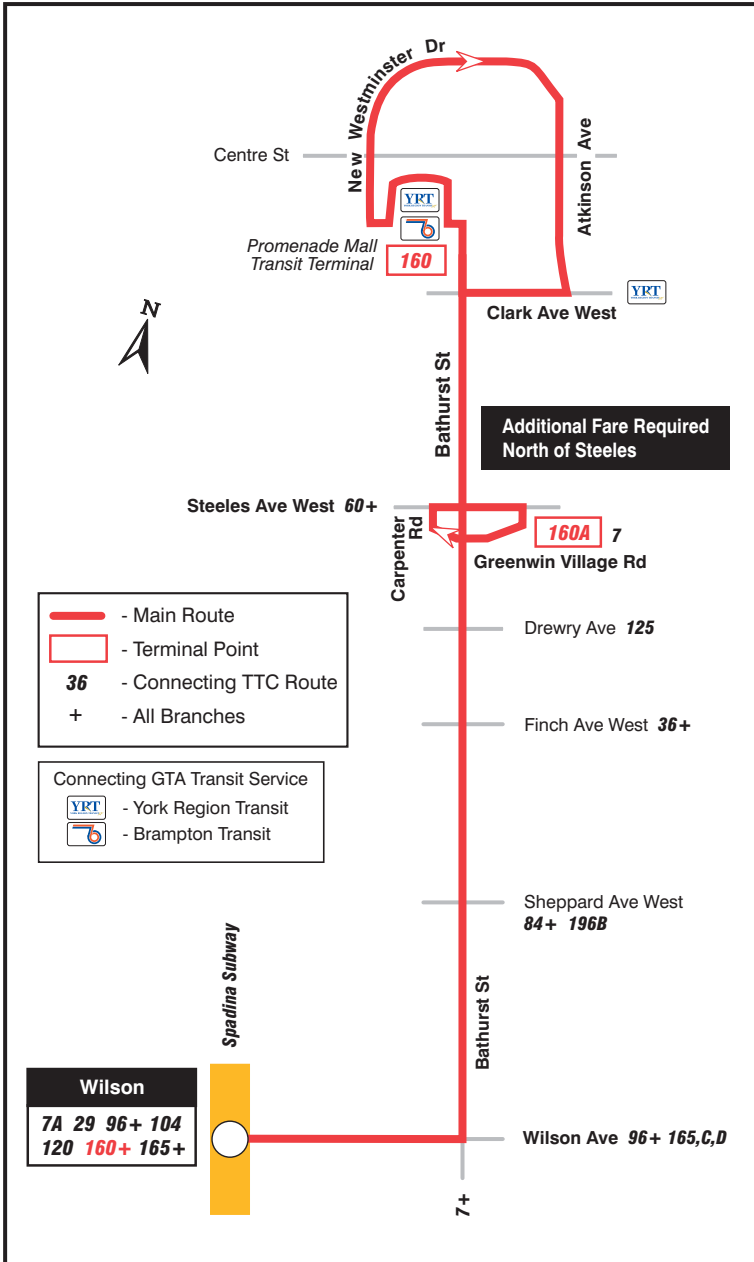 New Westminster Dr
Centre St
Atkinson Ave
YRT
Promenade Mall
Transit Terminal
160
YRT
Clark Ave West
N
Bathurst St
Additional Fare Required
North of Steeles
Steeles Ave West 60+
Carpenter
Rd
160A 7
Greenwin Village Rd
- Main Route
- Terminal Point
36 - Connecting TTC Route
+ - All Branches
Drewry Ave 125
Finch Ave West 36+
Connecting GTA Transit Service
YRT - York Region Transit
- Brampton Transit
Sheppard Ave West
84+ 196B
Spadina Subway
Bathurst St
Wilson
7A 29 96+ 104
120 160+ 165+
Wilson Ave 96+ 165,C,D
7+